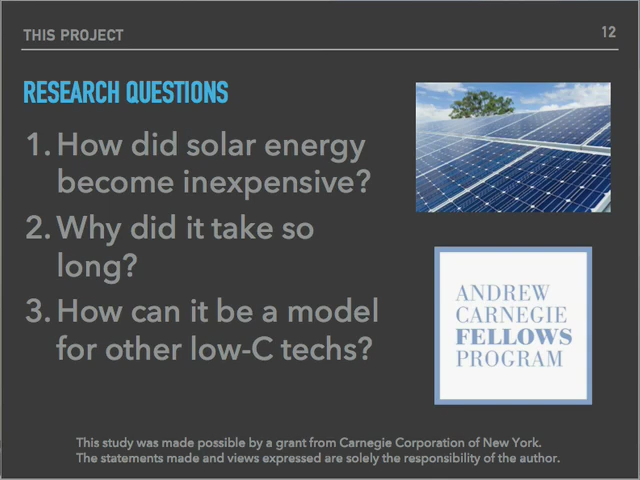 THIS PROJECT
12
RESEARCH QUESTIONS
1. How did solar energy
become inexpensive?
2. Why did it take so
long?
3. How can it be a model
for other low-C techs?
ANDREW
CARNEGIE
FELLOWS
PROGRAM
This study was made possible by a grant from Carnegie Corporation of New York.
The statements made and views expressed are solely the responsibility of the author.